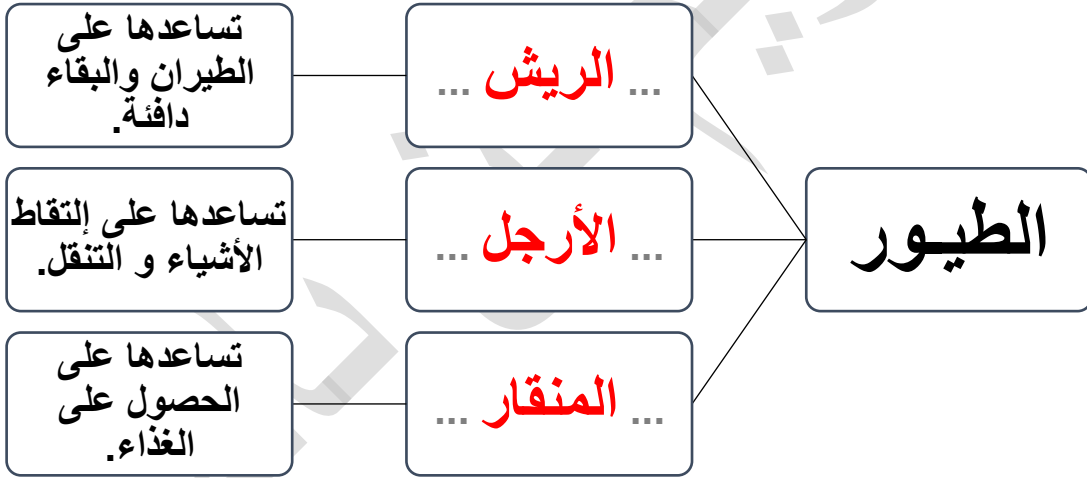 الطيـور
... الريش ...
تساعدها على
الطيران والبقاء
دافئة.
... الأرجل ...
تساعدها على إلتقاط
الأشياء و التنقل.
... المنقار ...
تساعدها على
الحصول على
الغذاء.